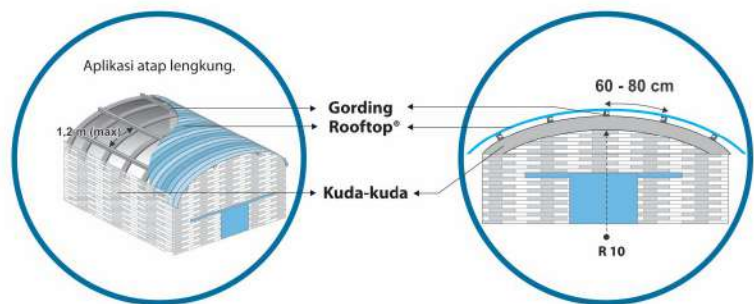 Aplikasi atap lengkung.
1,2 m (max)
Gording
Rooftop®
Kuda-kuda
60 - 80 cm
R 10